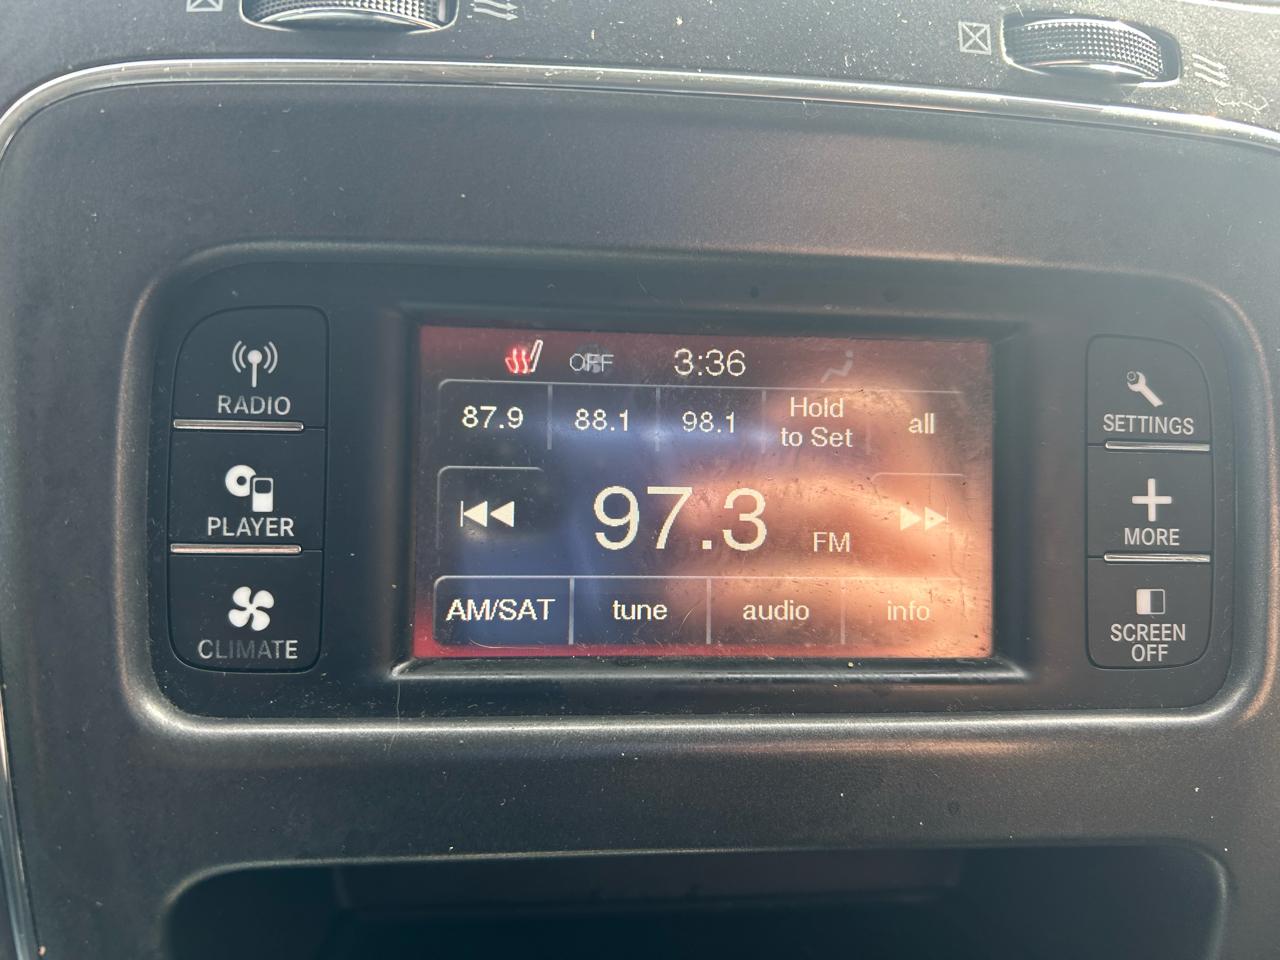 OFF 3:36
87.9 88.1 98.1 Hold to Set all
97.3 FM
AM/SAT tune audio info
RADIO
PLAYER
CLIMATE
SETTINGS
MORE
SCREEN
OFF